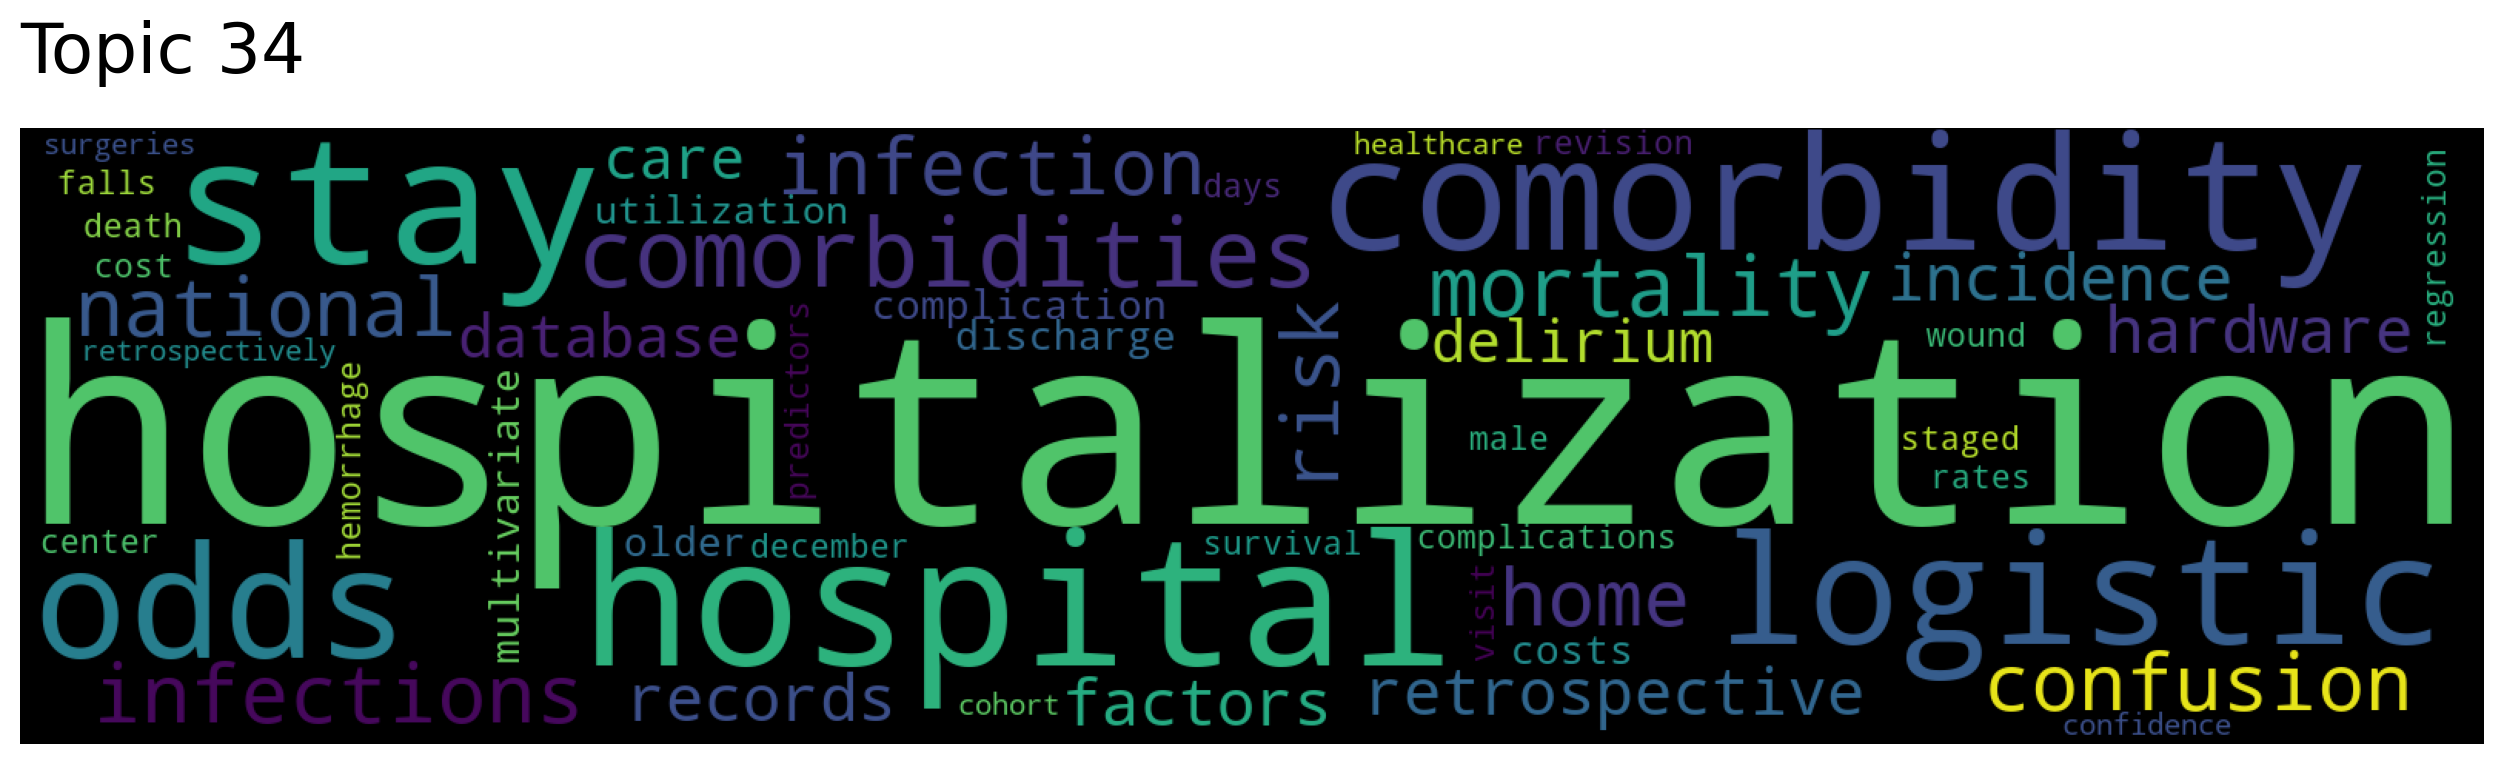 Topic 34
surgeries
stay
care
infection
healthcare
revision
comorbidity
regression
falls
days
utilization
death
comorbidities
cost
mortality
incidence
national
complication
risk
hardware
database
predictors
discharge
delirium
wound
retrospectively
hospitalization
hemorrhage
multivariate
male
staged
rates
center
older
december
survival
complications
odds
hospital
visit
home
logistic
costs
infections
records
cohort
factors
retrospective
confusion
confidence